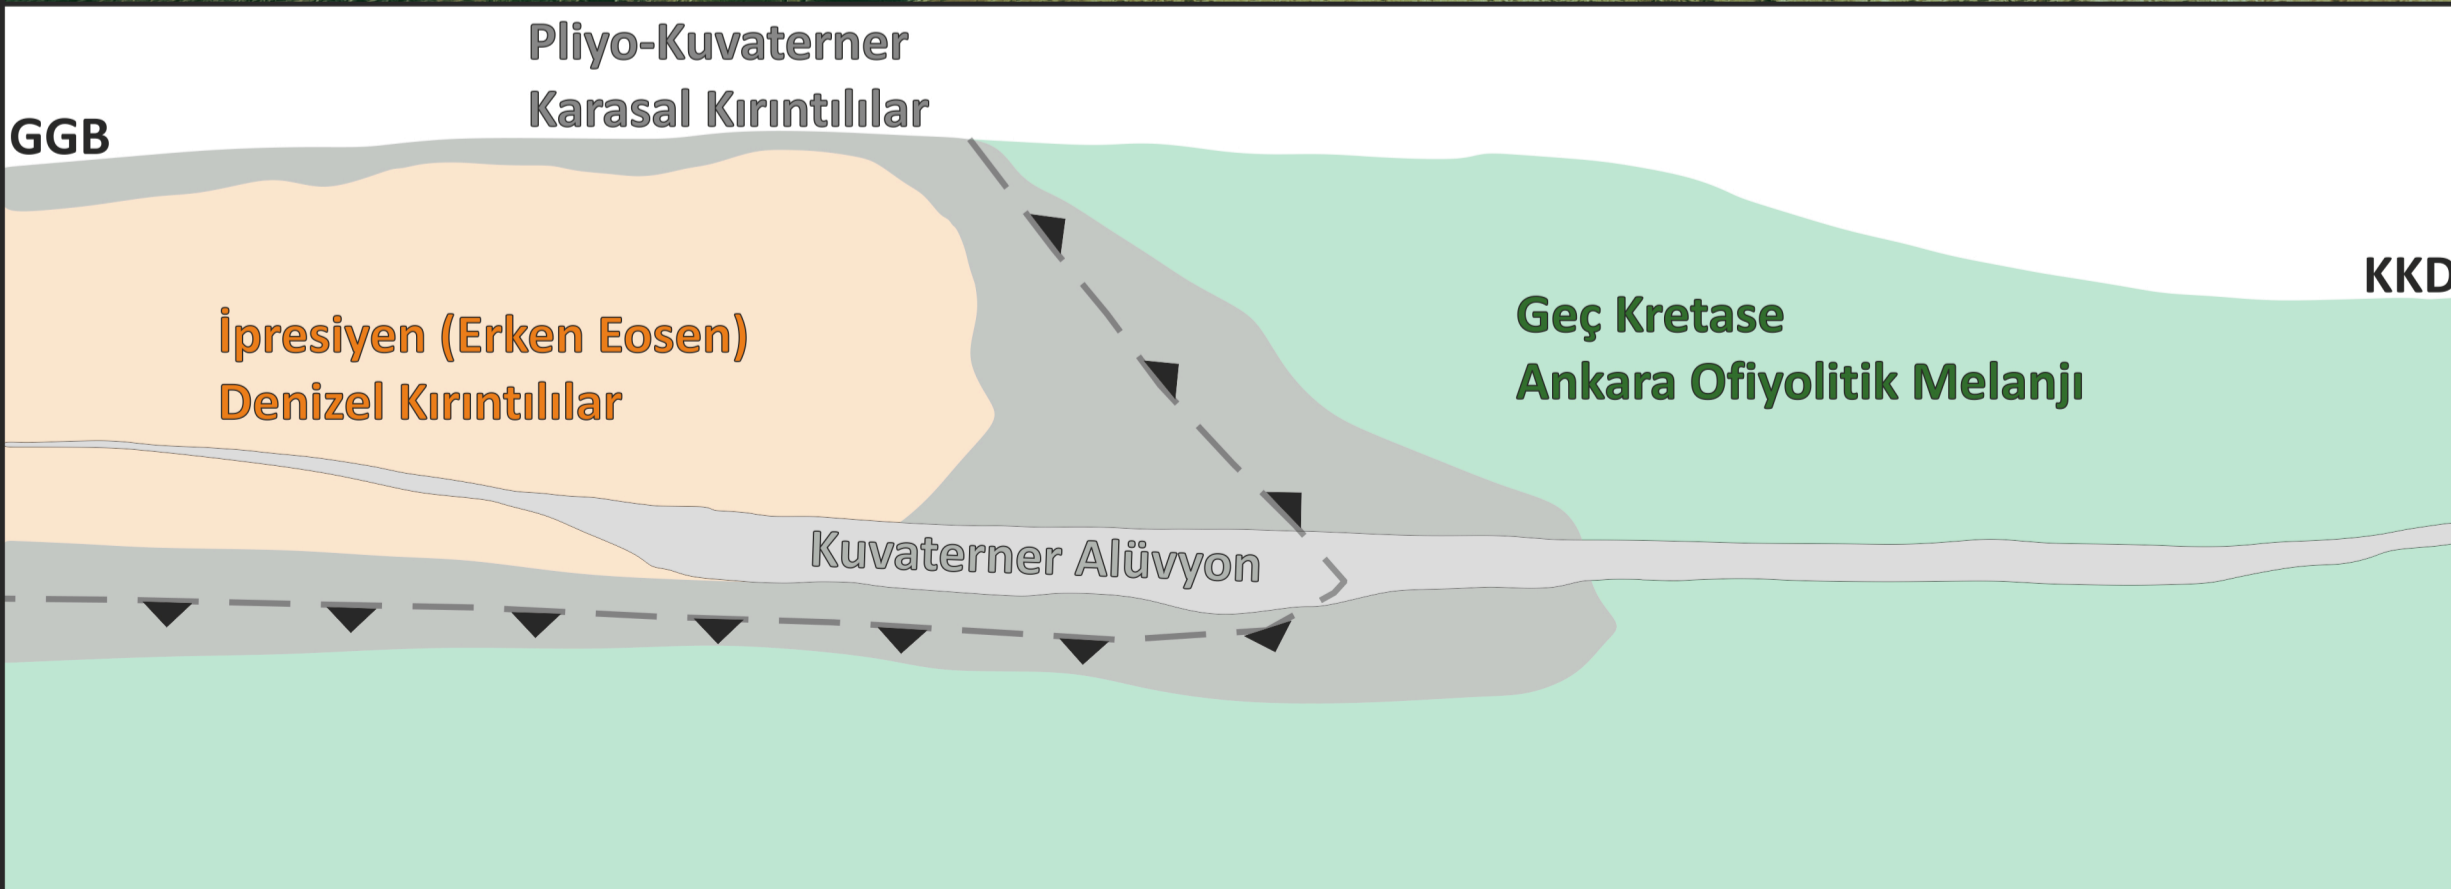 Pliyo-Kuvaterner
Karasal Kırıntılılar
GGB
KKD
İpresiyen (Erken Eosen)
Denizel Kırıntılılar
Geç Kretase
Ankara Ofiyolitik Melanjı
Kuvaterner Alüvyon